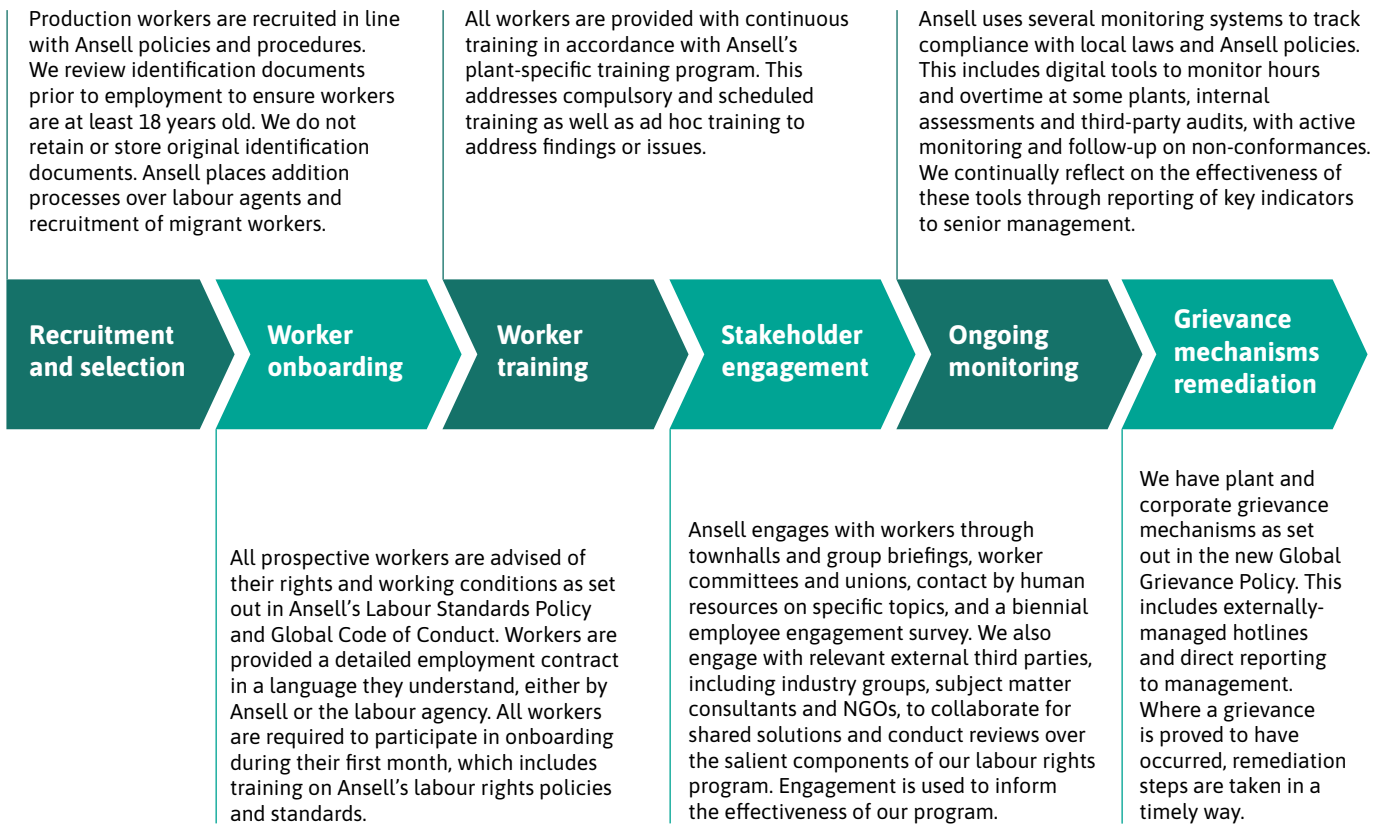 Production workers are recruited in line
with Ansell policies and procedures.
We review identification documents
prior to employment to ensure workers
are at least 18 years old. We do not
retain or store original identification
documents. Ansell places addition
processes over labour agents and
recruitment of migrant workers.
All workers are provided with continuous
training in accordance with Ansell’s
plant-specific training program. This
addresses compulsory and scheduled
training as well as ad hoc training to
address findings or issues.
Ansell uses several monitoring systems to track
compliance with local laws and Ansell policies.
This includes digital tools to monitor hours
and overtime at some plants, internal
assessments and third-party audits, with active
monitoring and follow-up on non-conformances.
We continually reflect on the effectiveness of
these tools through reporting of key indicators
to senior management.
Recruitment
and selection
Worker
onboarding
Worker
training
Stakeholder
engagement
Ongoing
monitoring
Grievance
mechanisms
remediation
All prospective workers are advised of
their rights and working conditions as set
out in Ansell’s Labour Standards Policy
and Global Code of Conduct. Workers are
provided a detailed employment contract
in a language they understand, either by
Ansell or the labour agency. All workers
are required to participate in onboarding
during their first month, which includes
training on Ansell’s labour rights policies
and standards.
Ansell engages with workers through
townhalls and group briefings, worker
committees and unions, contact by human
resources on specific topics, and a biennial
employee engagement survey. We also
engage with relevant external third parties,
including industry groups, subject matter
consultants and NGOs, to collaborate for
shared solutions and conduct reviews over
the salient components of our labour rights
program. Engagement is used to inform
the effectiveness of our program.
We have plant and
corporate grievance
mechanisms as set
out in the new Global
Grievance Policy. This
includes externally-
managed hotlines
and direct reporting
to management.
Where a grievance
is proved to have
occurred, remediation
steps are taken in a
timely way.